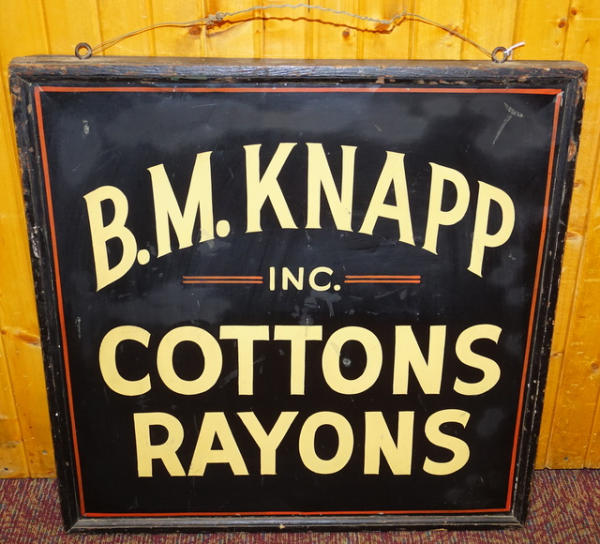 B.M. KNAPP
INC.
COTTONS
RAYONS